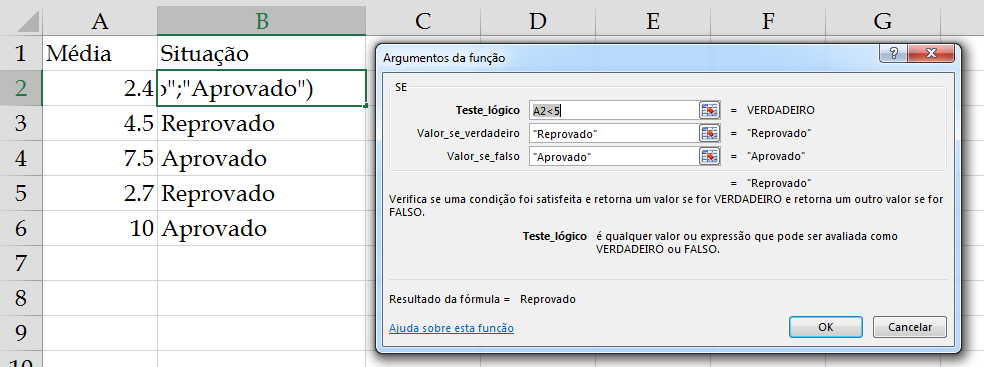 A B C D E F G
1 Média Situação
2 2.4 o";"Aprovado")
3 4.5 Reprovado
4 7.5 Aprovado
5 2.7 Reprovado
6 10 Aprovado
7
8
9
10
Argumentos da função
?
SE
Teste_lógico A2<5 = VERDADEIRO
Valor_se_verdadeiro "Reprovado" = "Reprovado"
Valor_se_falso "Aprovado" = "Aprovado"
= "Reprovado"
Verifica se uma condição foi satisfeita e retorna um valor se for VERDADEIRO e retorna um outro valor se for
FALSO.
Teste_lógico é qualquer valor ou expressão que pode ser avaliada como
VERDADEIRO ou FALSO.
Resultado da fórmula = Reprovado
Ajuda sobre esta função
OK Cancelar